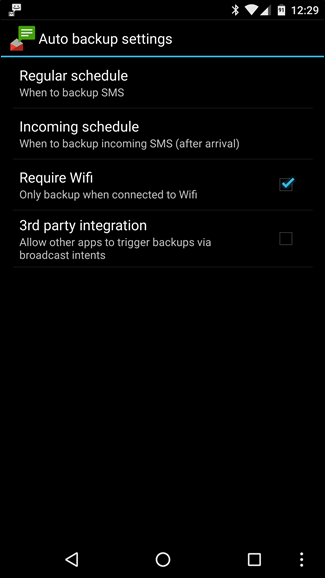 12:29
Auto backup settings
Regular schedule
When to backup SMS
Incoming schedule
When to backup incoming SMS (after arrival)
Require Wifi
Only backup when connected to Wifi
3rd party integration
Allow other apps to trigger backups via
broadcast intents